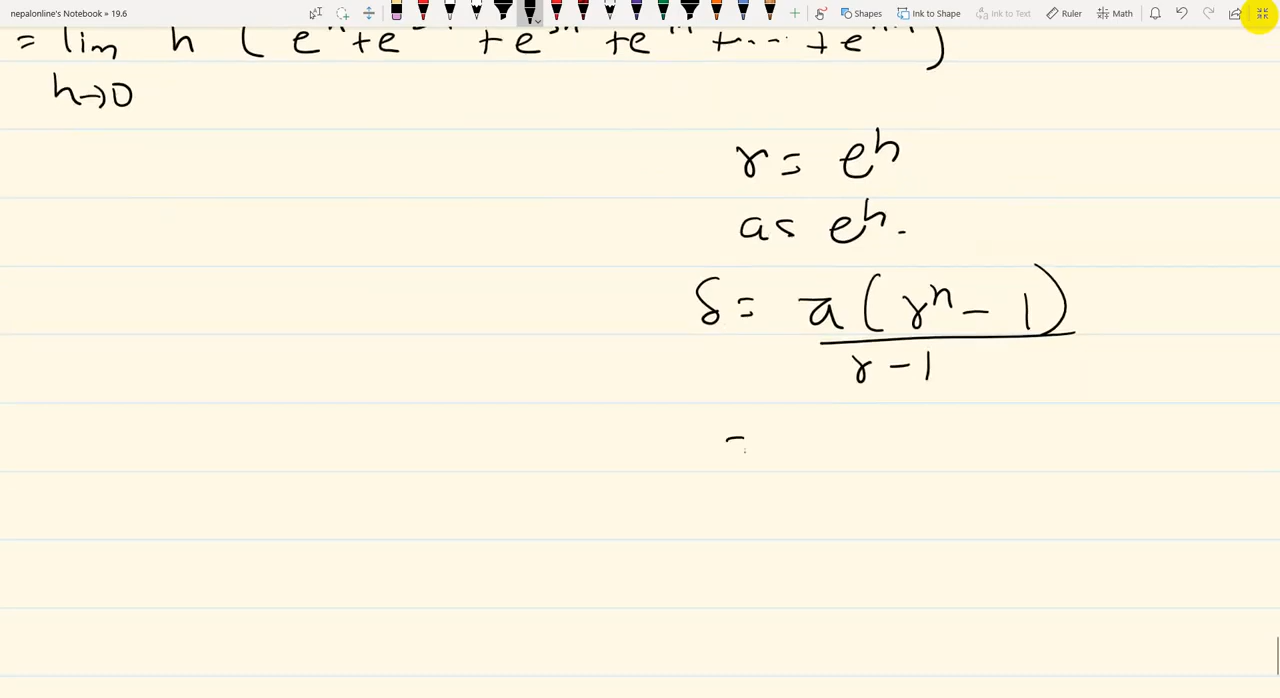 nepalonline's Notebook » 19.6
Shapes
Ink to Shape
Ink to Text
Ruler
Math
= lim h ( e + e + e + e + .... + e )
h→0
r = eʰ
a = eʰ.
S = a ( rⁿ - 1 )
r - 1
=